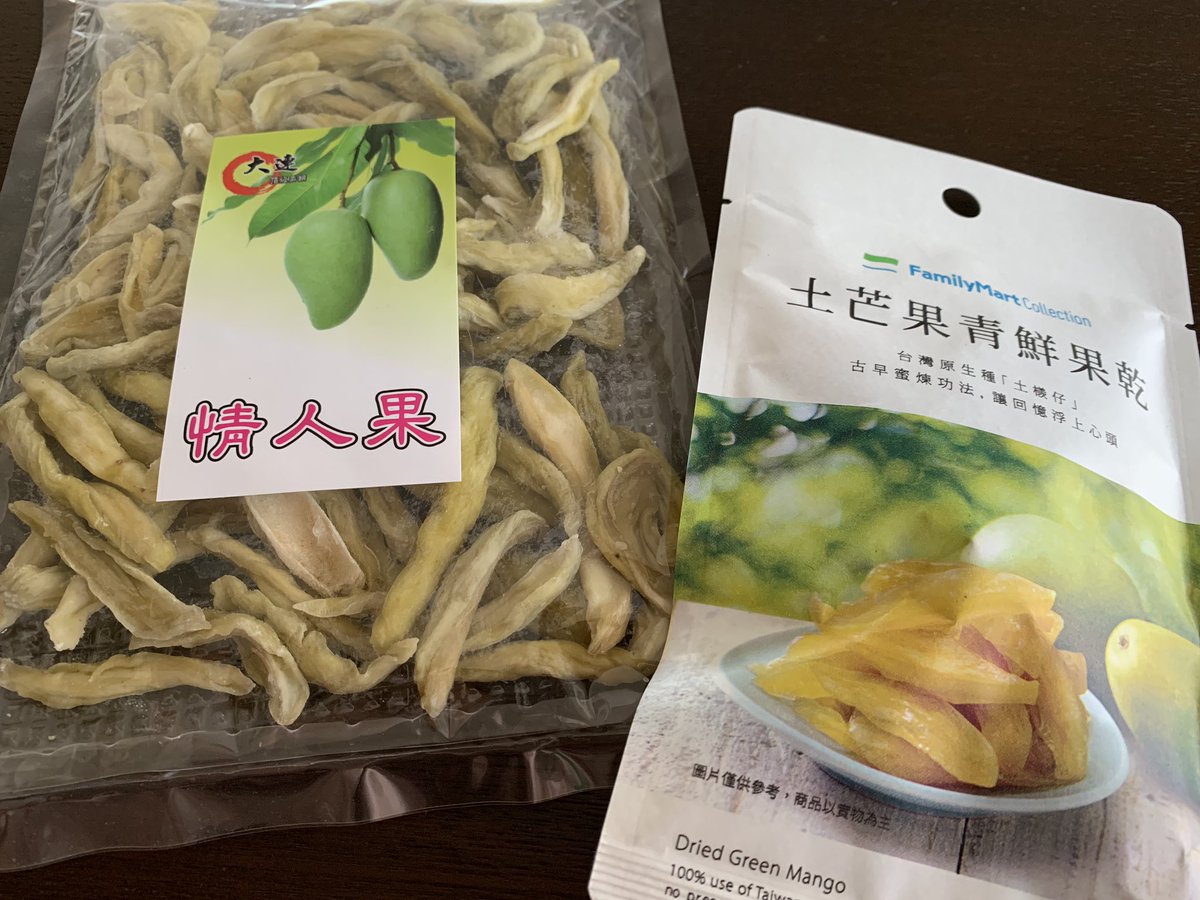 大連
情人果
FamilyMart Collection
土芒果青鮮果乾
台灣原生種「土檨仔」
古早蜜煉功法，讓回憶浮上心頭
圖片僅供參考，商品以實物為主
Dried Green Mango
100% use of
no